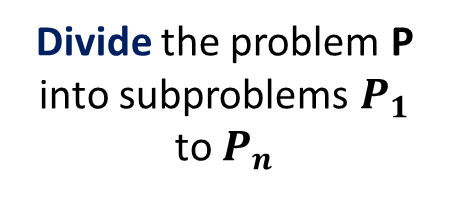 Divide the problem P
into subproblems P₁
to Pₙ